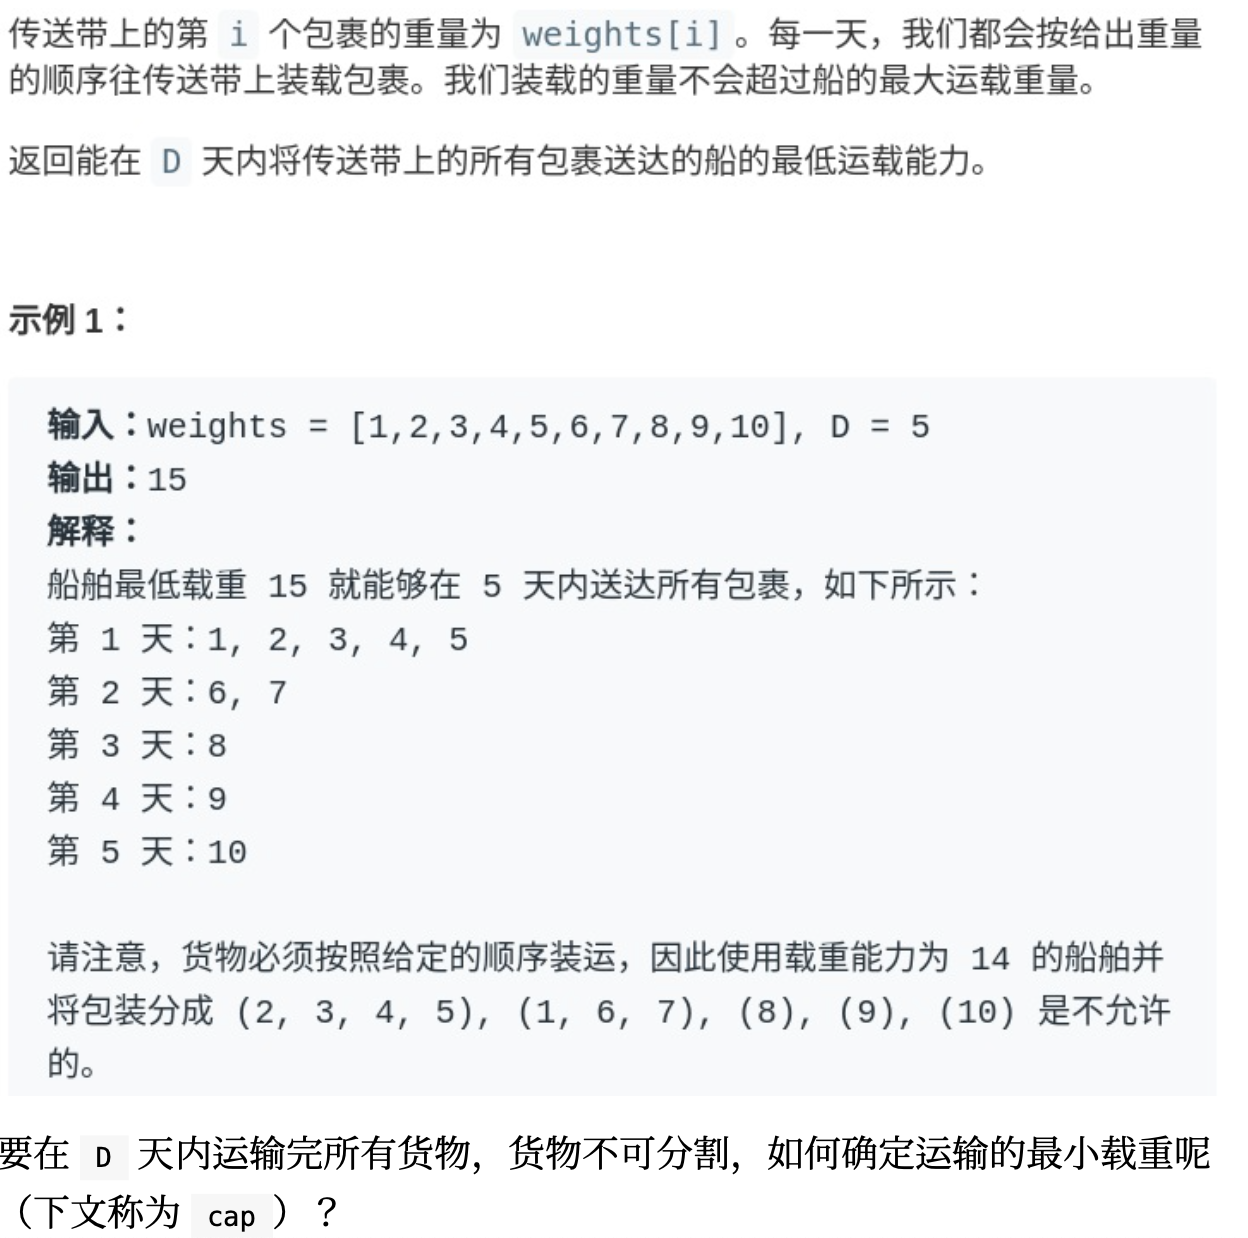 传送带上的第 i 个包裹的重量为 weights[i]。每一天，我们都会按给出重量
的顺序往传送带上装载包裹。我们装载的重量不会超过船的最大运载重量。
返回能在 D 天内将传送带上的所有包裹送达的船的最低运载能力。
示例 1：
输入：weights = [1,2,3,4,5,6,7,8,9,10], D = 5
输出：15
解释：
船舶最低载重 15 就能够在 5 天内送达所有包裹，如下所示：
第 1 天：1, 2, 3, 4, 5
第 2 天：6, 7
第 3 天：8
第 4 天：9
第 5 天：10
请注意，货物必须按照给定的顺序装运，因此使用载重能力为 14 的船舶并
将包装分成 (2, 3, 4, 5), (1, 6, 7), (8), (9), (10) 是不允许
的。
要在 D 天内运输完所有货物，货物不可分割，如何确定运输的最小载重呢
（下文称为 cap ）？